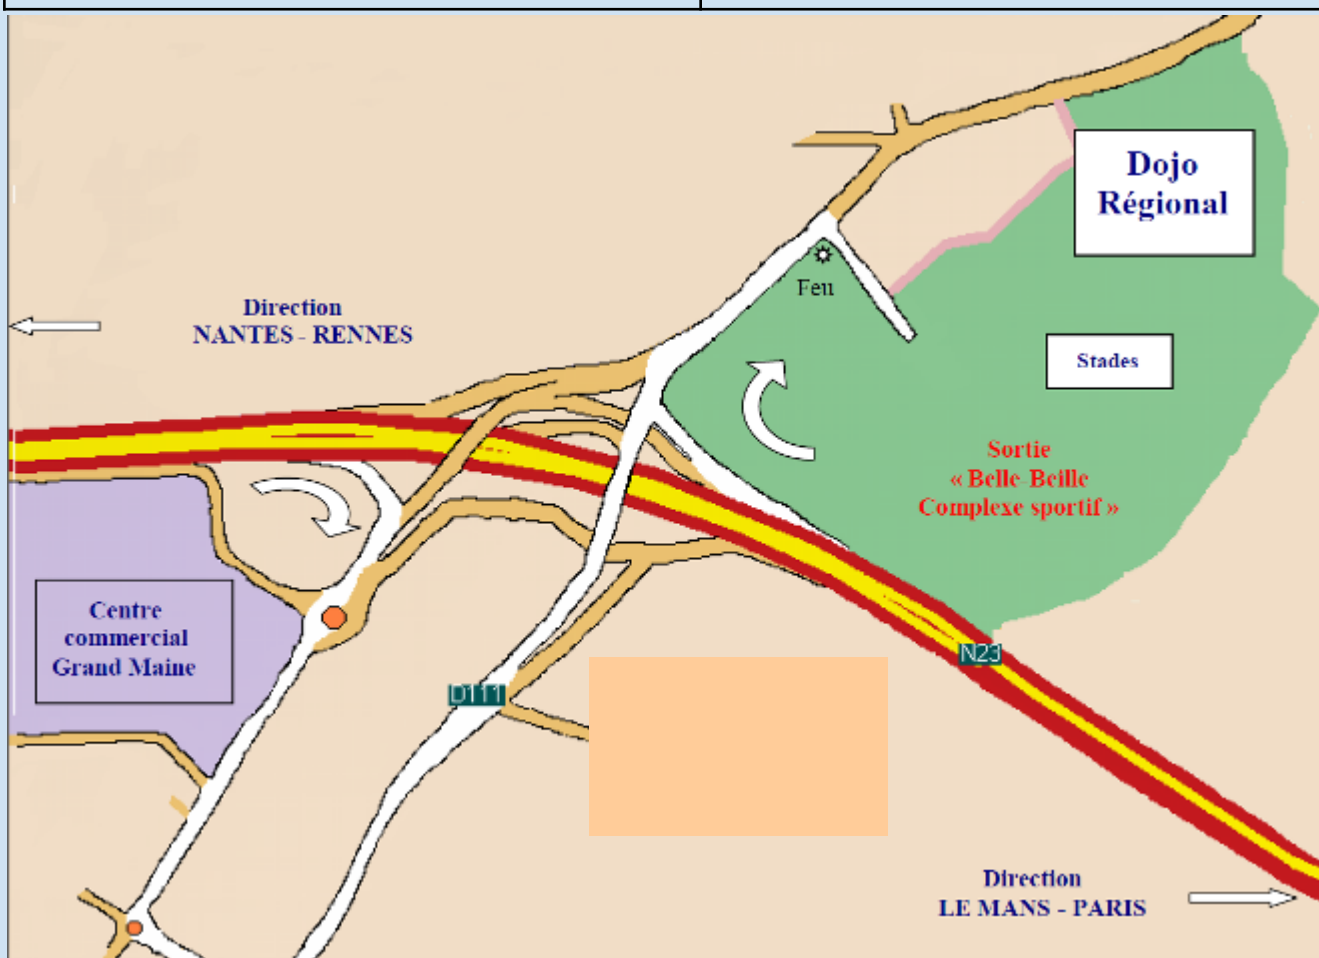 Dojo
Régional
Direction
NANTES - RENNES
Feu
Stades
Sortie
« Belle-Beille
Complexe sportif »
Centre
commercial
Grand Maine
N23
D111
Direction
LE MANS - PARIS